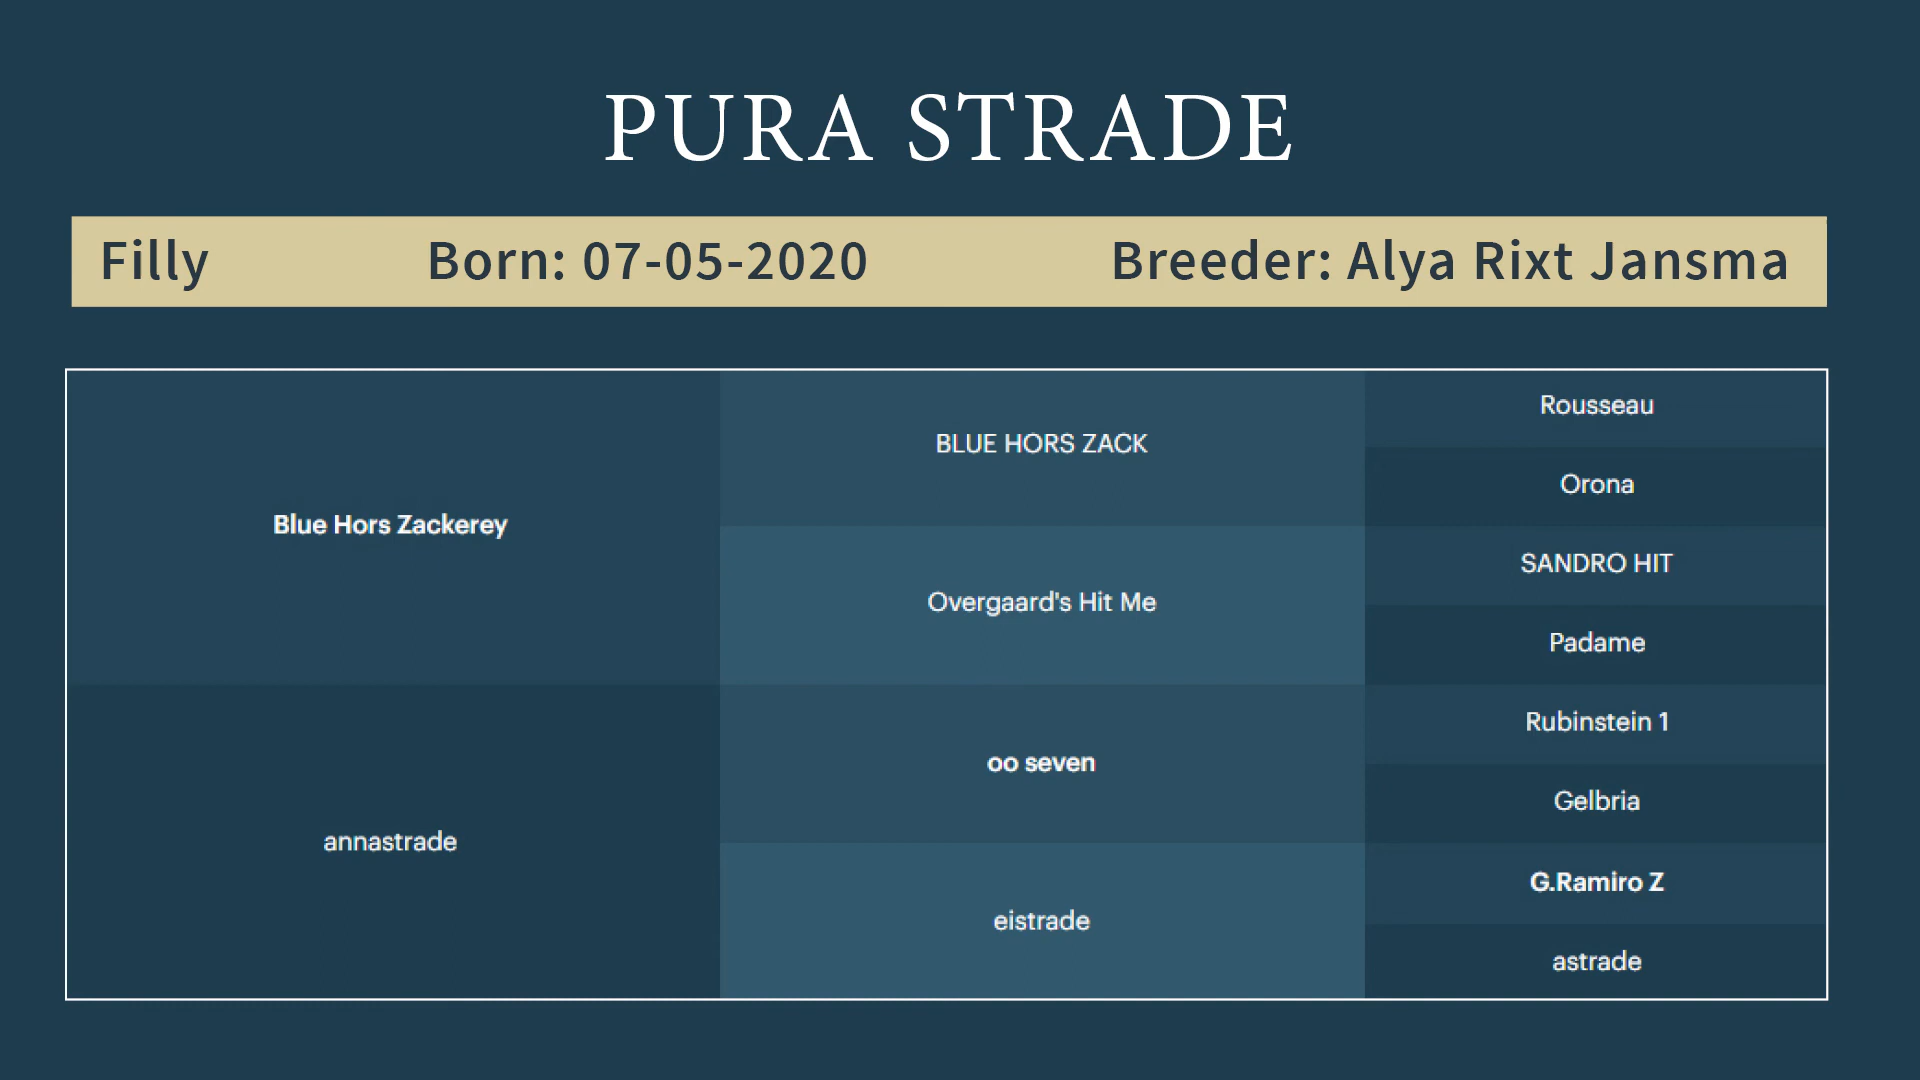 PURA STRADE
Filly Born: 07-05-2020 Breeder: Alya Rixt Jansma
Blue Hors Zackerey
annastrade
BLUE HORS ZACK
Overgaard's Hit Me
oo seven
eistrade
Rousseau
Orona
SANDRO HIT
Padame
Rubinstein 1
Gelbria
G.Ramiro Z
astrade